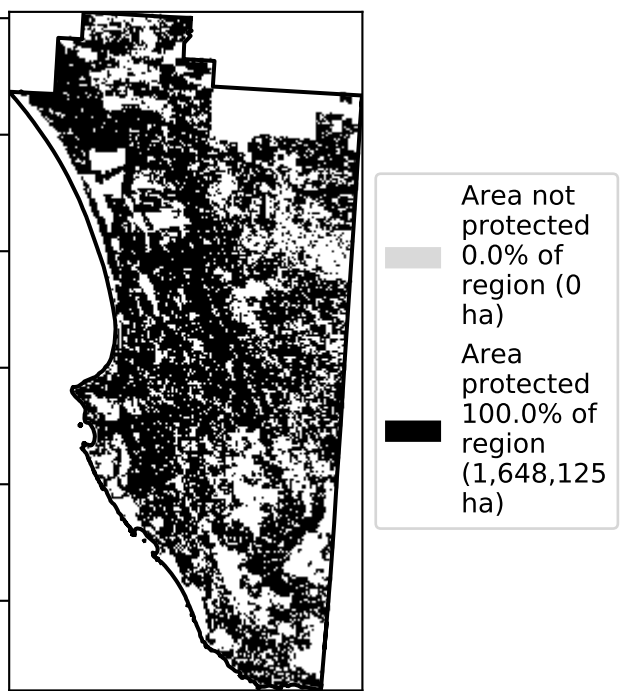 Area not
protected
0.0% of
region (0
ha)
Area
protected
100.0% of
region
(1,648,125
ha)